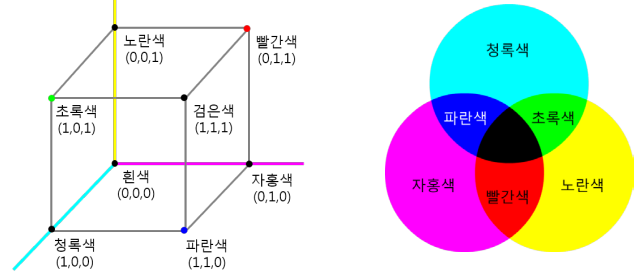 노란색
(0,0,1)
빨간색
(0,1,1)
초록색
(1,0,1)
검은색
(1,1,1)
흰색
(0,0,0)
자홍색
(0,1,0)
청록색
(1,0,0)
파란색
(1,1,0)
청록색
파란색
초록색
자홍색
빨간색
노란색